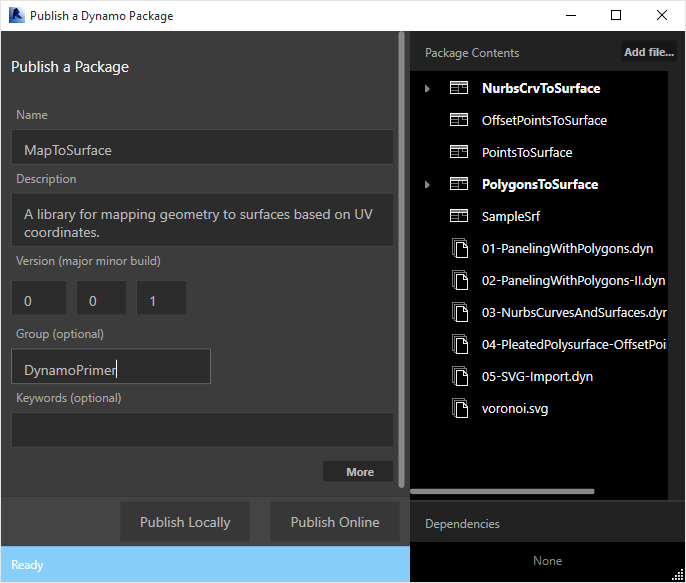 Publish a Dynamo Package
Publish a Package
Name
MapToSurface
Description
A library for mapping geometry to surfaces based on UV
coordinates.
Version (major minor build)
0 0 1
Group (optional)
DynamoPrimer
Keywords (optional)
More
Publish Locally Publish Online
Ready
Package Contents Add file...
NurbsCrvToSurface
OffsetPointsToSurface
PointsToSurface
PolygonsToSurface
SampleSrf
01-PanelingWithPolygons.dyn
02-PanelingWithPolygons-II.dyn
03-NurbsCurvesAndSurfaces.dyn
04-PleatedPolysurface-OffsetPoi
05-SVG-Import.dyn
voronoi.svg
Dependencies
None